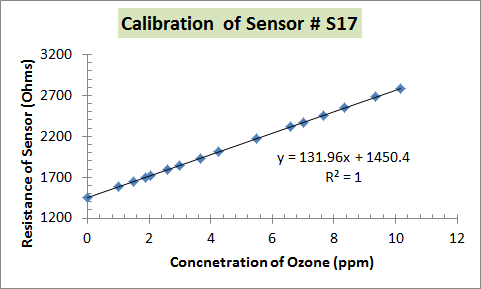 Calibration of Sensor # S17
Resistance of Sensor (Ohms)
3200
2700
2200
1700
1200
y = 131.96x + 1450.4
R² = 1
0 2 4 6 8 10 12
Concnetration of Ozone (ppm)